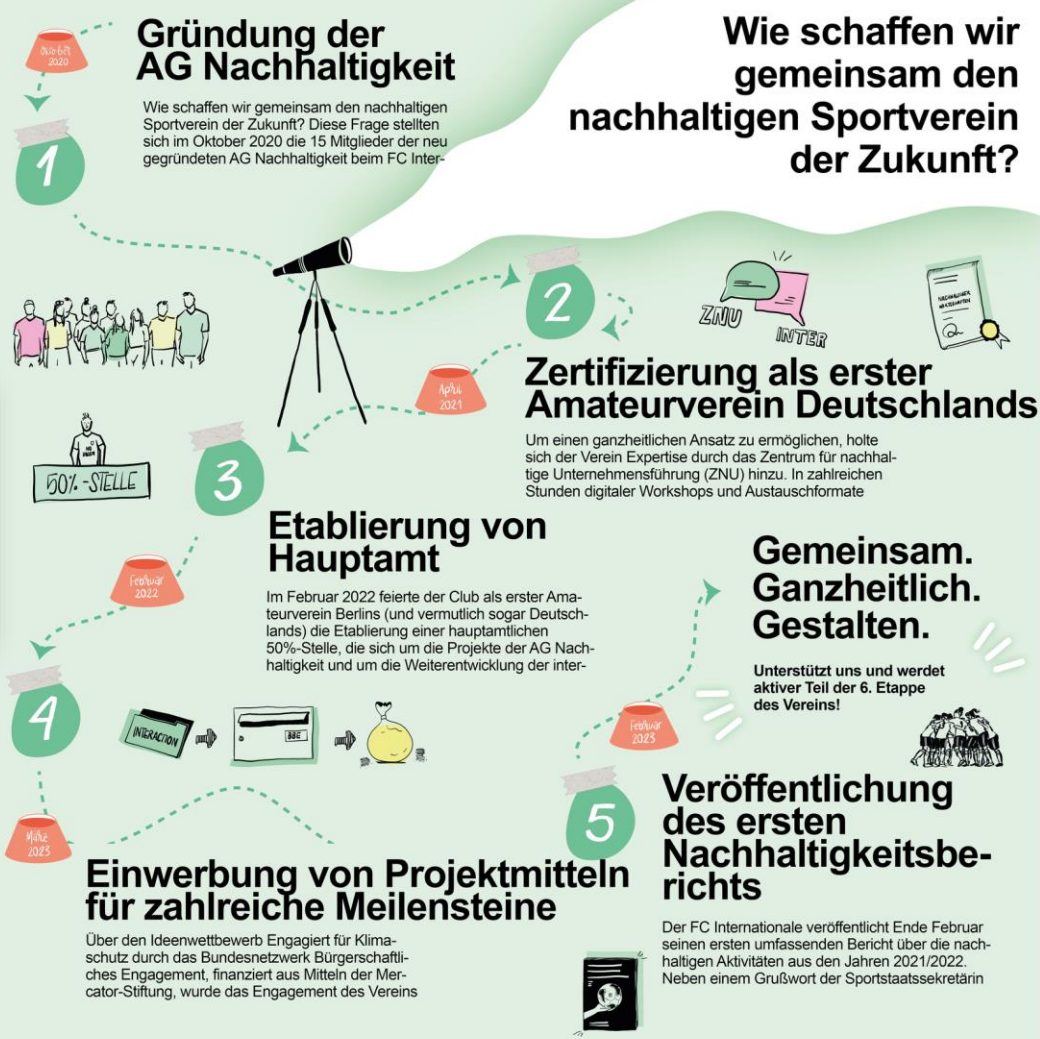 Wie schaffen wir
gemeinsam den
nachhaltigen Sportverein
der Zukunft?
Oktober
2020
1
Gründung der
AG Nachhaltigkeit
Wie schaffen wir gemeinsam den nachhaltigen
Sportverein der Zukunft? Diese Frage stellten
sich im Oktober 2020 die 15 Mitglieder der neu
gegründeten AG Nachhaltigkeit beim FC Inter-
2
ZNU
INTER
April
2021
Zertifizierung als erster
Amateurverein Deutschlands
Um einen ganzheitlichen Ansatz zu ermöglichen, holte
sich der Verein Expertise durch das Zentrum für nachhal-
tige Unternehmensführung (ZNU) hinzu. In zahlreichen
Stunden digitaler Workshops und Austauschformate
50%-STELLE
3
Etablierung von
Hauptamt
Im Februar 2022 feierte der Club als erster Ama-
teurverein Berlins (und vermutlich sogar Deutsch-
lands) die Etablierung einer hauptamtlichen
50%-Stelle, die sich um die Projekte der AG Nach-
haltigkeit und um die Weiterentwicklung der inter-
Februar
2022
4
INTERACTION
BBE
März
2023
Einwerbung von Projektmitteln
für zahlreiche Meilensteine
Über den Ideenwettbewerb Engagiert für Klima-
schutz durch das Bundesnetzwerk Bürgerschaftli-
ches Engagement, finanziert aus Mitteln der Mer-
cator-Stiftung, wurde das Engagement des Vereins
5
Veröffentlichung
des ersten
Nachhaltigkeitsbe-
richts
Der FC Internationale veröffentlicht Ende Februar
seinen ersten umfassenden Bericht über die nach-
haltigen Aktivitäten aus den Jahren 2021/2022.
Neben einem Grußwort der Sportstaatssekretärin
Februar
2023
Gemeinsam.
Ganzheitlich.
Gestalten.
Unterstützt uns und werdet
aktiver Teil der 6. Etappe
des Vereins!